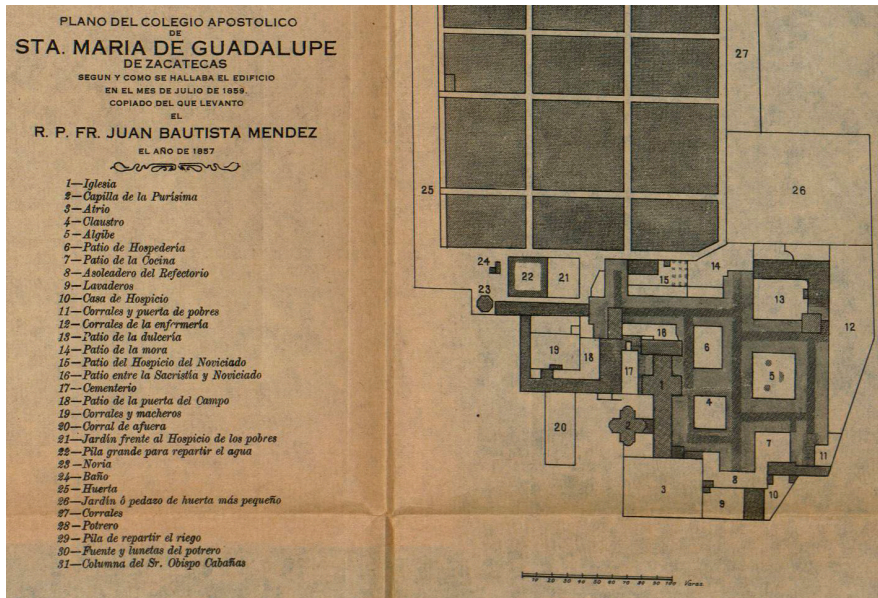 PLANO DEL COLEGIO APOSTOLICO
DE
STA. MARIA DE GUADALUPE
DE ZACATECAS
SEGUN Y COMO SE HALLABA EL EDIFICIO
EN EL MES DE JULIO DE 1859.
COPIADO DEL QUE LEVANTO
EL
R. P. FR. JUAN BAUTISTA MENDEZ
EL AÑO DE 1857
1—Iglesia
2—Capilla de la Purísima
3—Atrio
4—Claustro
5—Algibe
6—Patio de Hospedería
7—Patio de la Cocina
8—Asoleadero del Refectorio
9—Lavaderos
10—Casa de Hospicio
11—Corrales y puerta de pobres
12—Corrales de la enfermería
13—Patio de la dulcería
14—Patio de la mora
15—Patio del Hospicio del Noviciado
16—Patio entre la Sacristía y Noviciado
17—Cementerio
18—Patio de la puerta del Campo
19—Corrales y macheros
20—Corral de afuera
21—Jardín frente al Hospicio de los pobres
22—Pila grande para repartir el agua
23—Noria
24—Baño
25—Huerta
26—Jardín ô pedazo de huerta más pequeño
27—Corrales
28—Potrero
29—Pila de repartir el riego
30—Fuente y lunetas del potrero
31—Columna del Sr. Obispo Cabañas
27
25
26
24
22
21
15
14
23
13
12
16
19
18
6
17
1
5
4
20
2
7
11
8
3
10
9
10 20 30 40 50 60 70 80 90 100 Varas